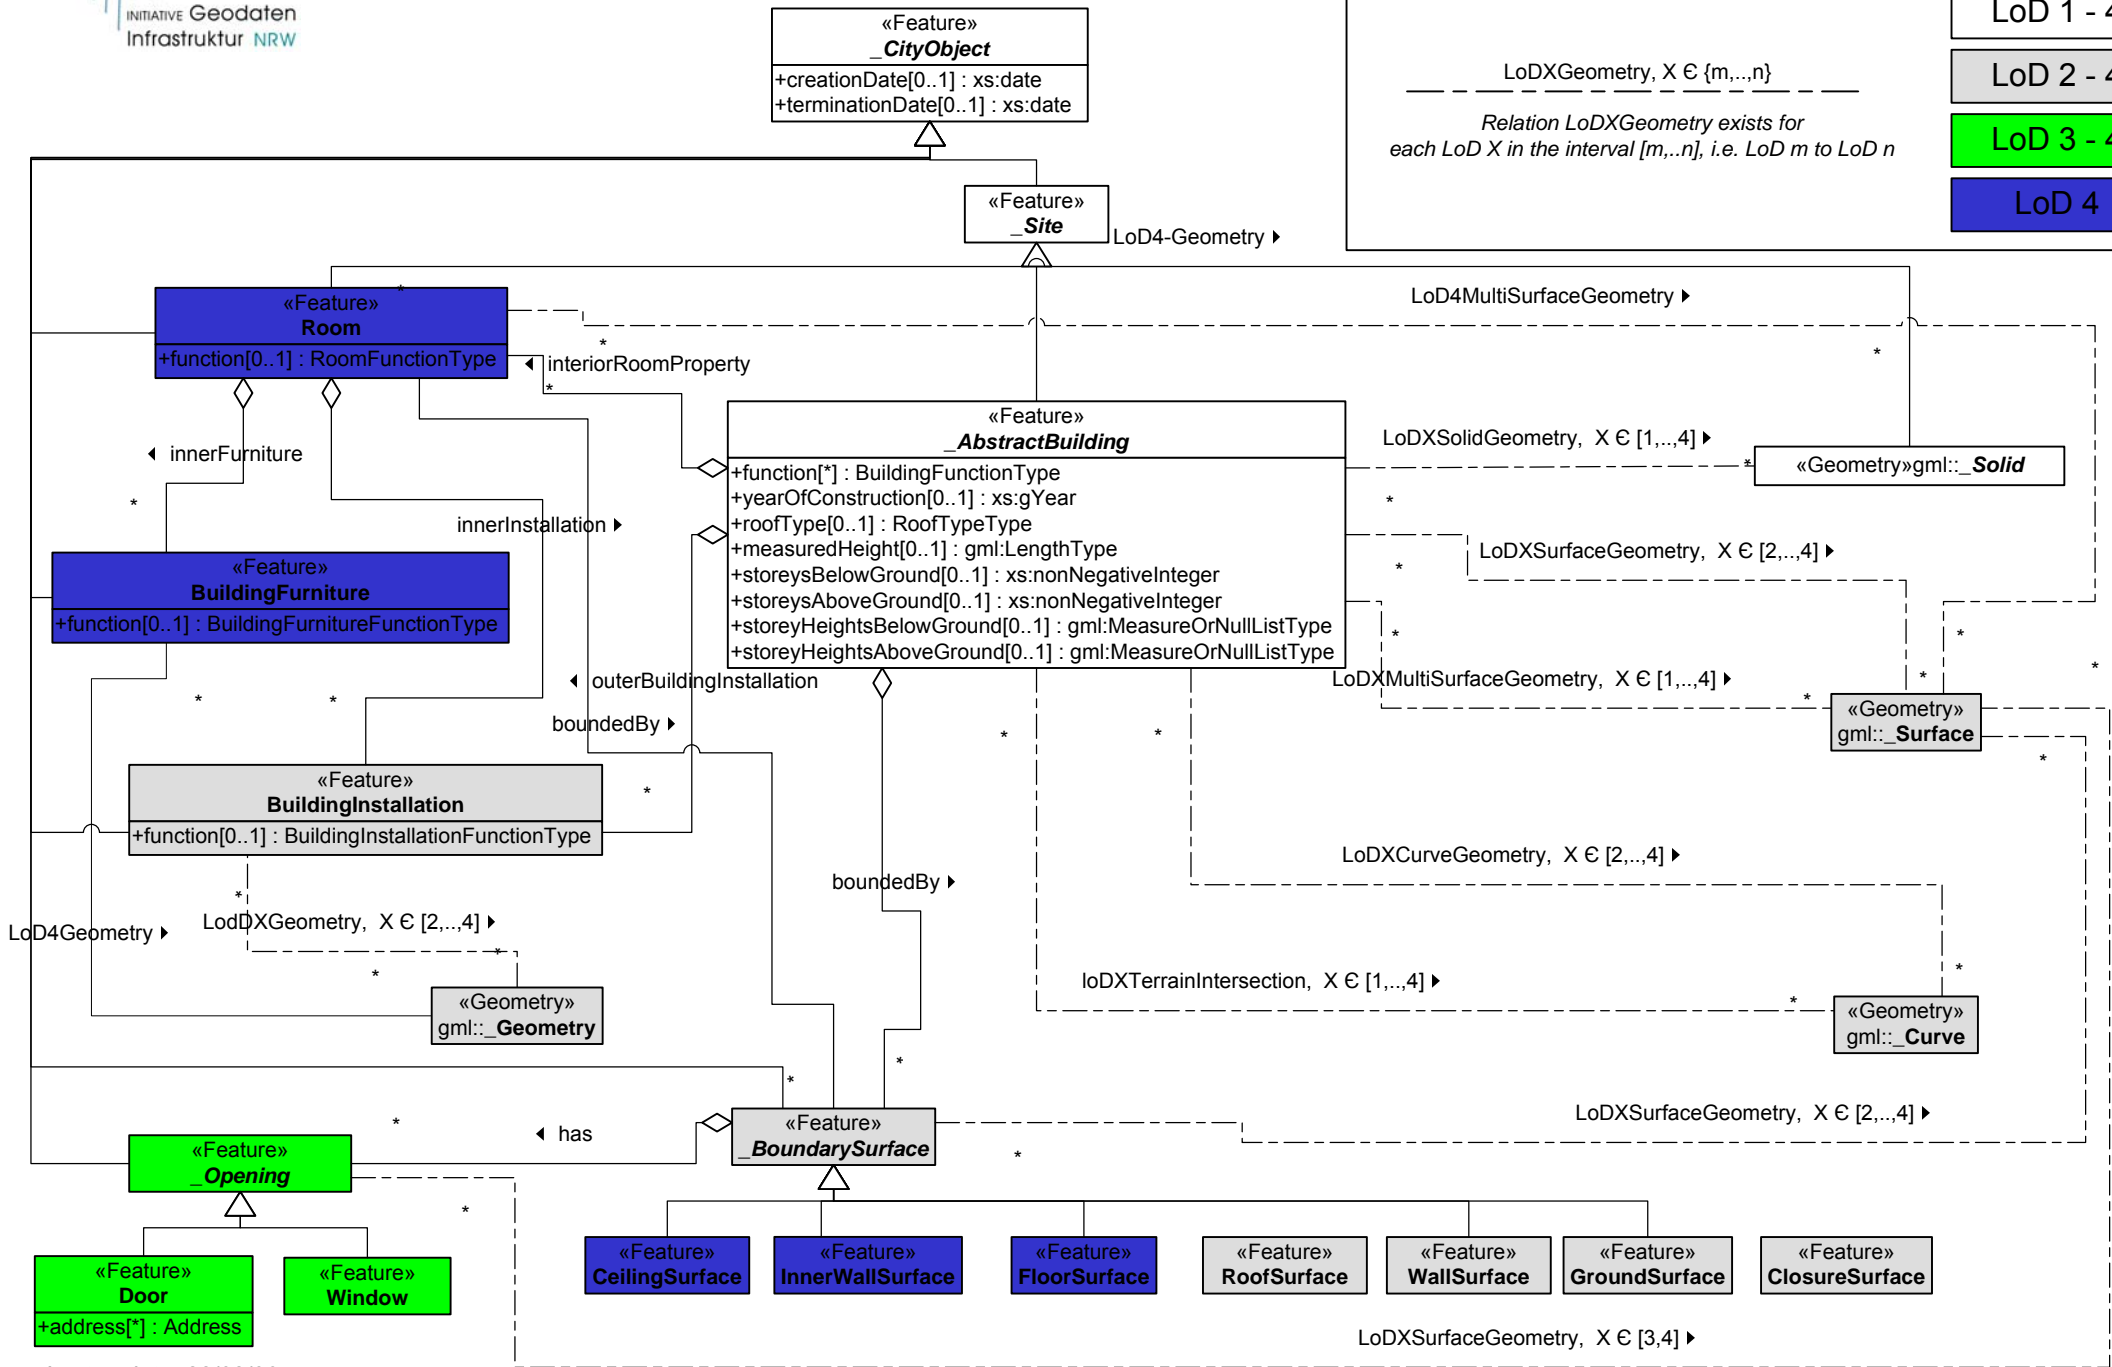 INITIATIVE Geodaten
Infrastruktur NRW
«Feature»
_CityObject
+creationDate[0..1] : xs:date
+terminationDate[0..1] : xs:date
LoDXGeometry, X Є {m,..,n}
Relation LoDXGeometry exists for
each LoD X in the interval [m,..n], i.e. LoD m to LoD n
LoD 1 - 4
LoD 2 - 4
LoD 3 - 4
LoD 4
«Feature»
_Site
LoD4-Geometry
«Feature»
Room
+function[0..1] : RoomFunctionType
*
LoD4MultiSurfaceGeometry
*
*
interiorRoomProperty
*
«Feature»
_AbstractBuilding
+function[*] : BuildingFunctionType
+yearOfConstruction[0..1] : xs:gYear
+roofType[0..1] : RoofTypeType
+measuredHeight[0..1] : gml:LengthType
+storeysBelowGround[0..1] : xs:nonNegativeInteger
+storeysAboveGround[0..1] : xs:nonNegativeInteger
+storeyHeightsBelowGround[0..1] : gml:MeasureOrNullListType
+storeyHeightsAboveGround[0..1] : gml:MeasureOrNullListType
LoDXSolidGeometry, X Є [1,..,4]
*
«Geometry»gml::_Solid
*
innerFurniture
*
innerInstallation
LoDXSurfaceGeometry, X Є [2,..,4]
*
«Feature»
BuildingFurniture
+function[0..1] : BuildingFurnitureFunctionType
*
*
*
outerBuildingInstallation
LoDXMultiSurfaceGeometry, X Є [1,..,4]
*
*
*
*
*
boundedBy
*
*
«Geometry»
gml::_Surface
*
«Feature»
BuildingInstallation
+function[0..1] : BuildingInstallationFunctionType
*
LoDXCurveGeometry, X Є [2,..,4]
boundedBy
*
LodDXGeometry, X Є [2,..,4]
LoD4Geometry
*
*
loDXTerrainIntersection, X Є [1,..,4]
*
*
«Geometry»
gml::_Geometry
«Geometry»
gml::_Curve
*
*
*
has
LoDXSurfaceGeometry, X Є [2,..,4]
«Feature»
_BoundarySurface
*
«Feature»
_Opening
*
«Feature»
Door
+address[*] : Address
«Feature»
Window
«Feature»
CeilingSurface
«Feature»
InnerWallSurface
«Feature»
FloorSurface
«Feature»
RoofSurface
«Feature»
WallSurface
«Feature»
GroundSurface
«Feature»
ClosureSurface
LoDXSurfaceGeometry, X Є [3,4]